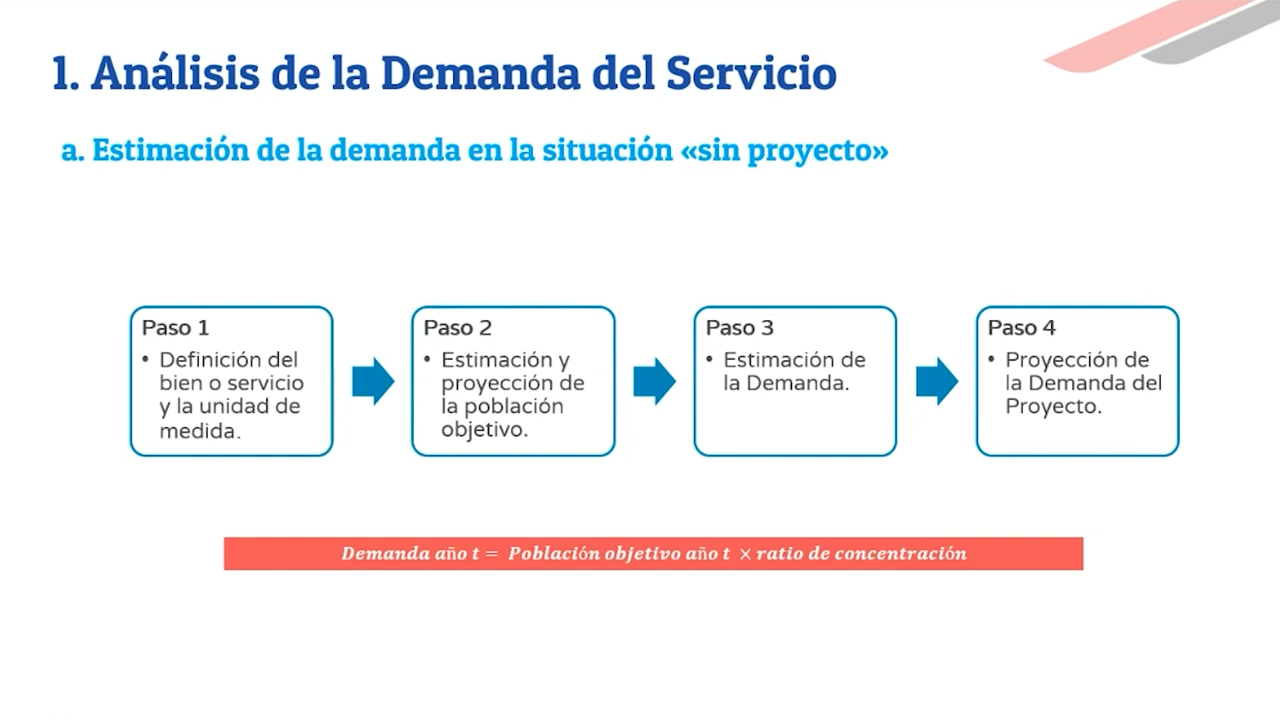 1. Análisis de la Demanda del Servicio
a. Estimación de la demanda en la situación «sin proyecto»
Paso 1
• Definición del
bien o servicio
y la unidad de
medida.
Paso 2
• Estimación y
proyección de
la población
objetivo.
Paso 3
• Estimación de
la Demanda.
Paso 4
• Proyección de
la Demanda del
Proyecto.
Demanda año t = Población objetivo año t × ratio de concentración